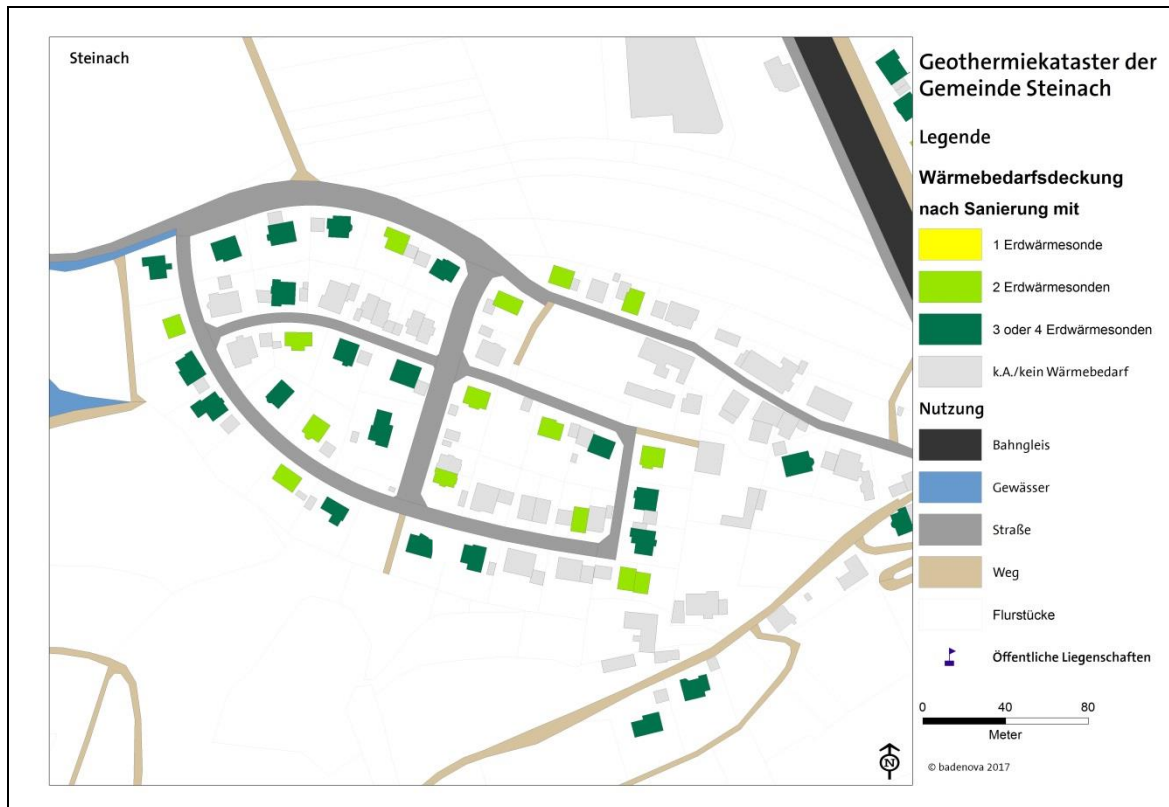 Steinach
Geothermiekataster der
Gemeinde Steinach
Legende
Wärmebedarfsdeckung
nach Sanierung mit
1 Erdwärmesonde
2 Erdwärmesonden
3 oder 4 Erdwärmesonden
k.A./kein Wärmebedarf
Nutzung
Bahngleis
Gewässer
Straße
Weg
Flurstücke
Öffentliche Liegenschaften
0 40 80
Meter
N
© badenova 2017